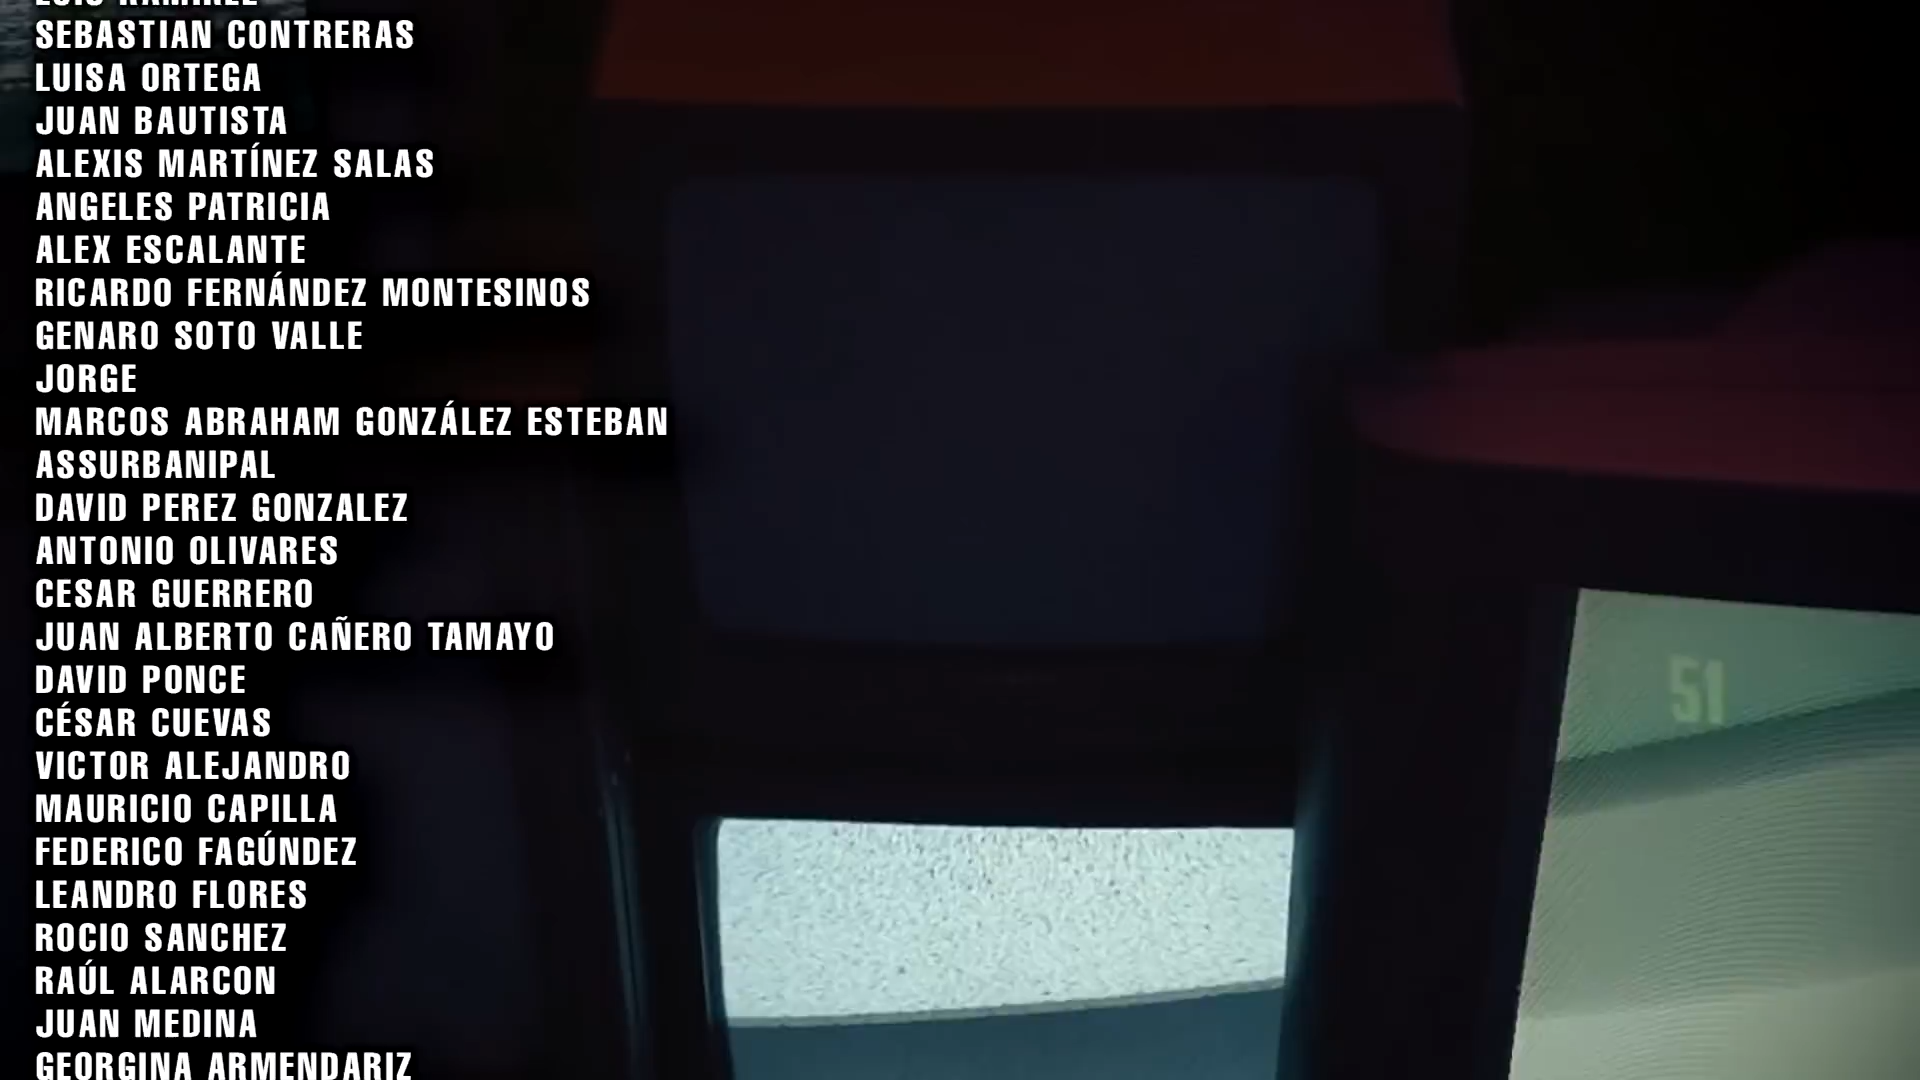 LUIS RAMIREZ
SEBASTIAN CONTRERAS
LUISA ORTEGA
JUAN BAUTISTA
ALEXIS MARTÍNEZ SALAS
ANGELES PATRICIA
ALEX ESCALANTE
RICARDO FERNÁNDEZ MONTESINOS
GENARO SOTO VALLE
JORGE
MARCOS ABRAHAM GONZÁLEZ ESTEBAN
ASSURBANIPAL
DAVID PEREZ GONZALEZ
ANTONIO OLIVARES
CESAR GUERRERO
JUAN ALBERTO CAÑERO TAMAYO
DAVID PONCE
CÉSAR CUEVAS
VICTOR ALEJANDRO
MAURICIO CAPILLA
FEDERICO FAGÚNDEZ
LEANDRO FLORES
ROCIO SANCHEZ
RAÚL ALARCON
JUAN MEDINA
GEORGINA ARMENDARIZ
51